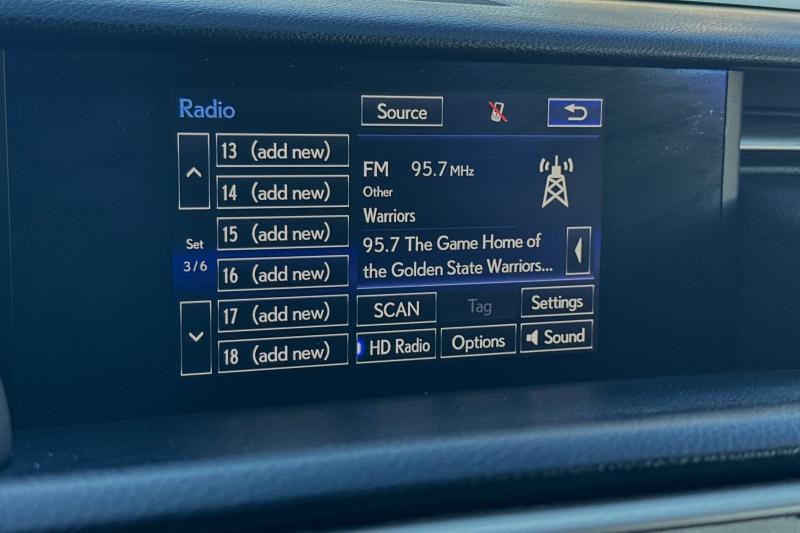 Radio
Source
13 (add new)
14 (add new)
15 (add new)
16 (add new)
17 (add new)
18 (add new)
Set
3/6
FM 95.7 MHz
Other
Warriors
95.7 The Game Home of
the Golden State Warriors...
SCAN
Tag
Settings
HD Radio
Options
Sound